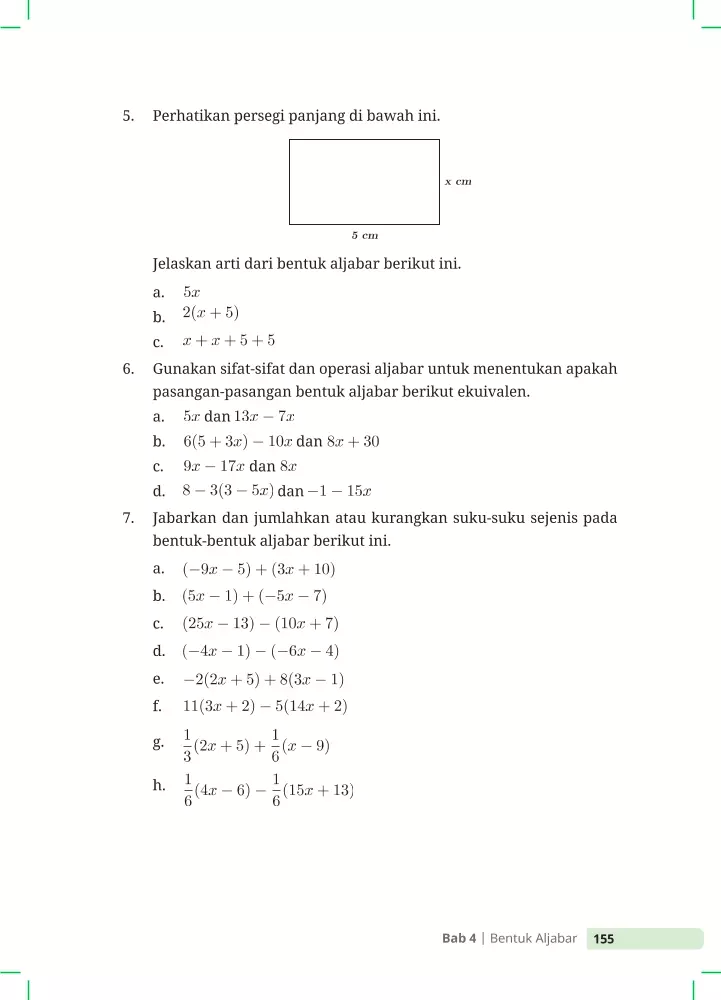 5. Perhatikan persegi panjang di bawah ini.
x cm
5 cm
Jelaskan arti dari bentuk aljabar berikut ini.
a. 5x
b. 2(x + 5)
c. x + x + 5 + 5
6. Gunakan sifat-sifat dan operasi aljabar untuk menentukan apakah
pasangan-pasangan bentuk aljabar berikut ekuivalen.
a. 5x dan 13x − 7x
b. 6(5 + 3x) − 10x dan 8x + 30
c. 9x − 17x dan 8x
d. 8 − 3(3 − 5x) dan −1 − 15x
7. Jabarkan dan jumlahkan atau kurangkan suku-suku sejenis pada
bentuk-bentuk aljabar berikut ini.
a. (−9x − 5) + (3x + 10)
b. (5x − 1) + (−5x − 7)
c. (25x − 13) − (10x + 7)
d. (−4x − 1) − (−6x − 4)
e. −2(2x + 5) + 8(3x − 1)
f. 11(3x + 2) − 5(14x + 2)
g. 1/3(2x + 5) + 1/6(x − 9)
h. 1/6(4x − 6) − 1/6(15x + 13)
Bab 4 | Bentuk Aljabar 155